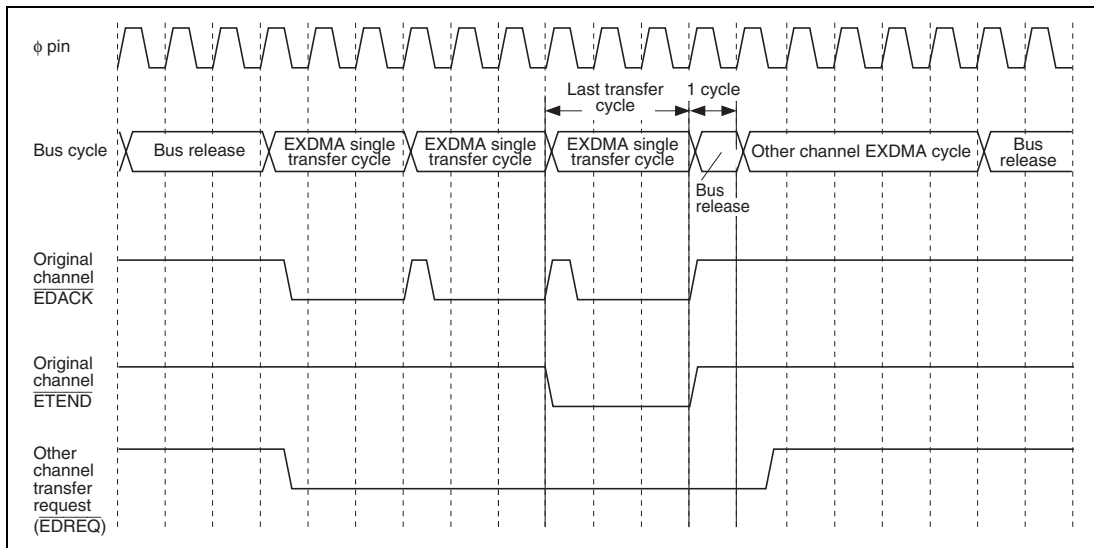 φ pin
Last transfer
cycle
1 cycle
Bus cycle
Bus release
EXDMA single
transfer cycle
EXDMA single
transfer cycle
EXDMA single
transfer cycle
Bus
release
Other channel EXDMA cycle
Bus
release
Original
channel
EDACK
Original
channel
ETEND
Other
channel
transfer
request
(EDREQ)